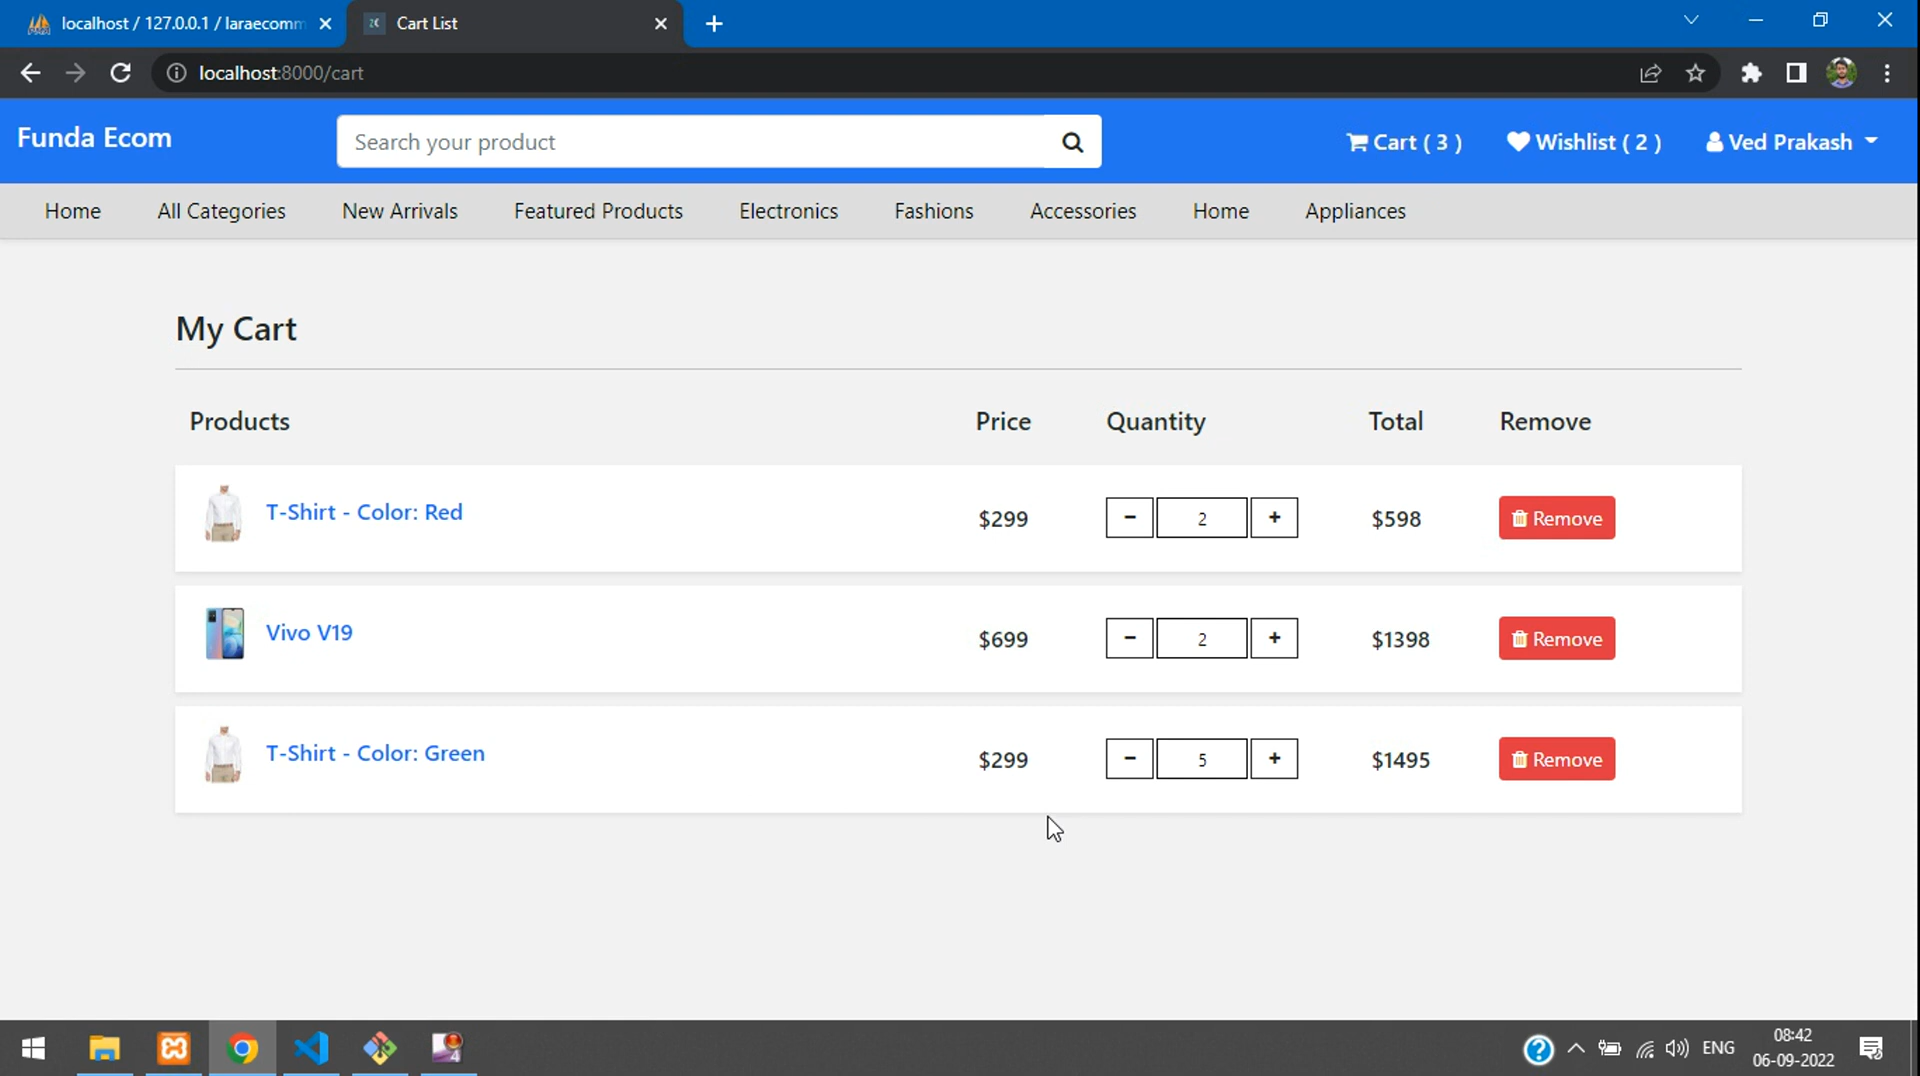 localhost / 127.0.0.1 / laraecomm
Cart List
localhost:8000/cart
Funda Ecom
Search your product
Cart ( 3 )
Wishlist ( 2 )
Ved Prakash
Home
All Categories
New Arrivals
Featured Products
Electronics
Fashions
Accessories
Home
Appliances
My Cart
Products Price Quantity Total Remove
T-Shirt - Color: Red $299 - 2 + $598 Remove
Vivo V19 $699 - 2 + $1398 Remove
T-Shirt - Color: Green $299 - 5 + $1495 Remove
ENG
08:42
06-09-2022